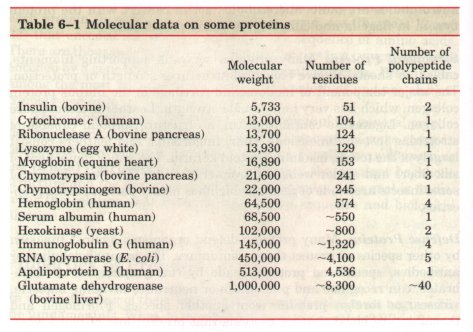 Table 6–1 Molecular data on some proteins
Number of
Molecular Number of polypeptide
weight residues chains
Insulin (bovine) 5,733 51 2
Cytochrome c (human) 13,000 104 1
Ribonuclease A (bovine pancreas) 13,700 124 1
Lysozyme (egg white) 13,930 129 1
Myoglobin (equine heart) 16,890 153 1
Chymotrypsin (bovine pancreas) 21,600 241 3
Chymotrypsinogen (bovine) 22,000 245 1
Hemoglobin (human) 64,500 574 4
Serum albumin (human) 68,500 ~550 1
Hexokinase (yeast) 102,000 ~800 2
Immunoglobulin G (human) 145,000 ~1,320 4
RNA polymerase (E. coli) 450,000 ~4,100 5
Apolipoprotein B (human) 513,000 4,536 1
Glutamate dehydrogenase 1,000,000 ~8,300 ~40
(bovine liver)